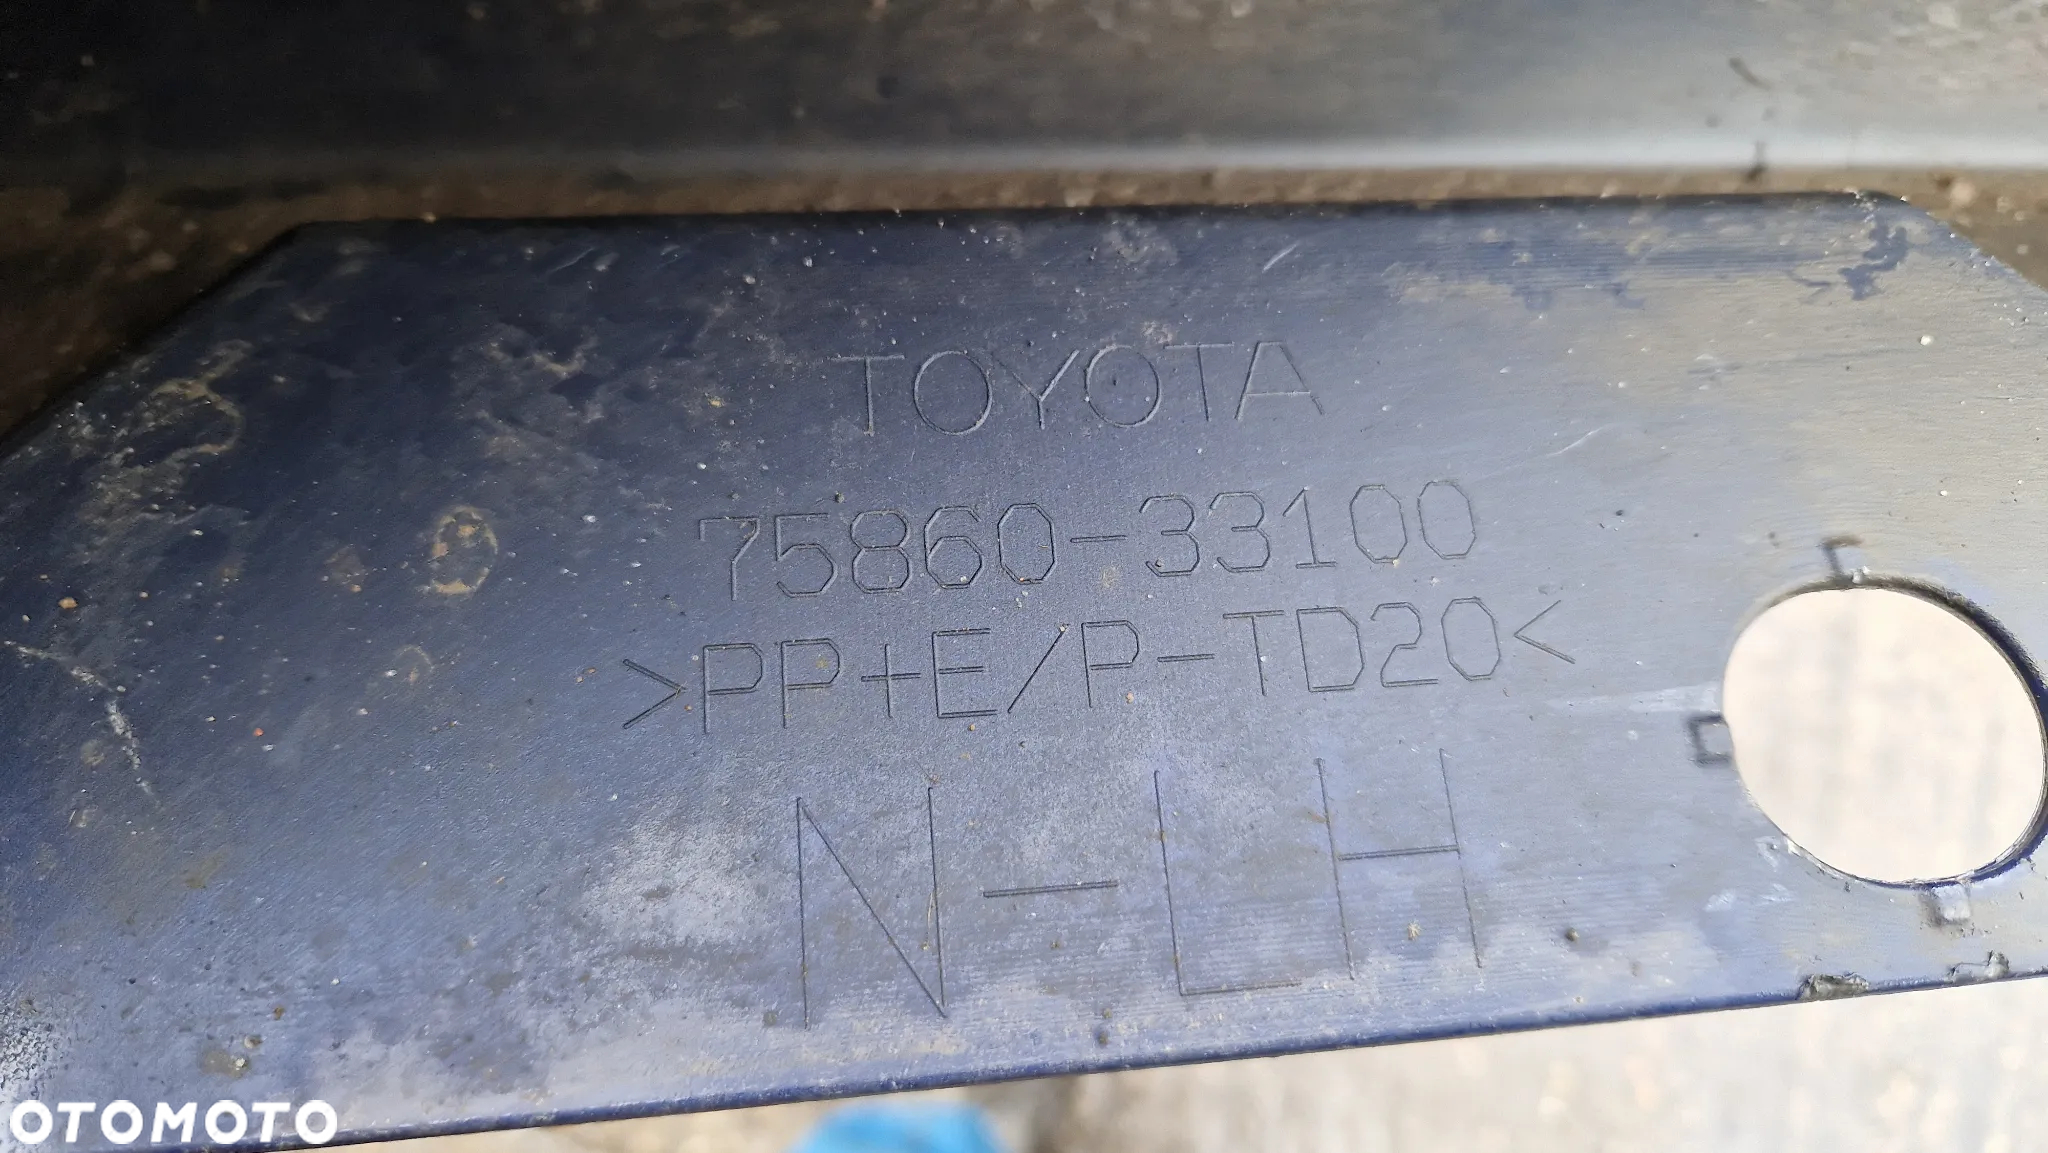 TOYOTA
75860-33100
>PP+E/P-TD20<
N-LH
OTOMOTO